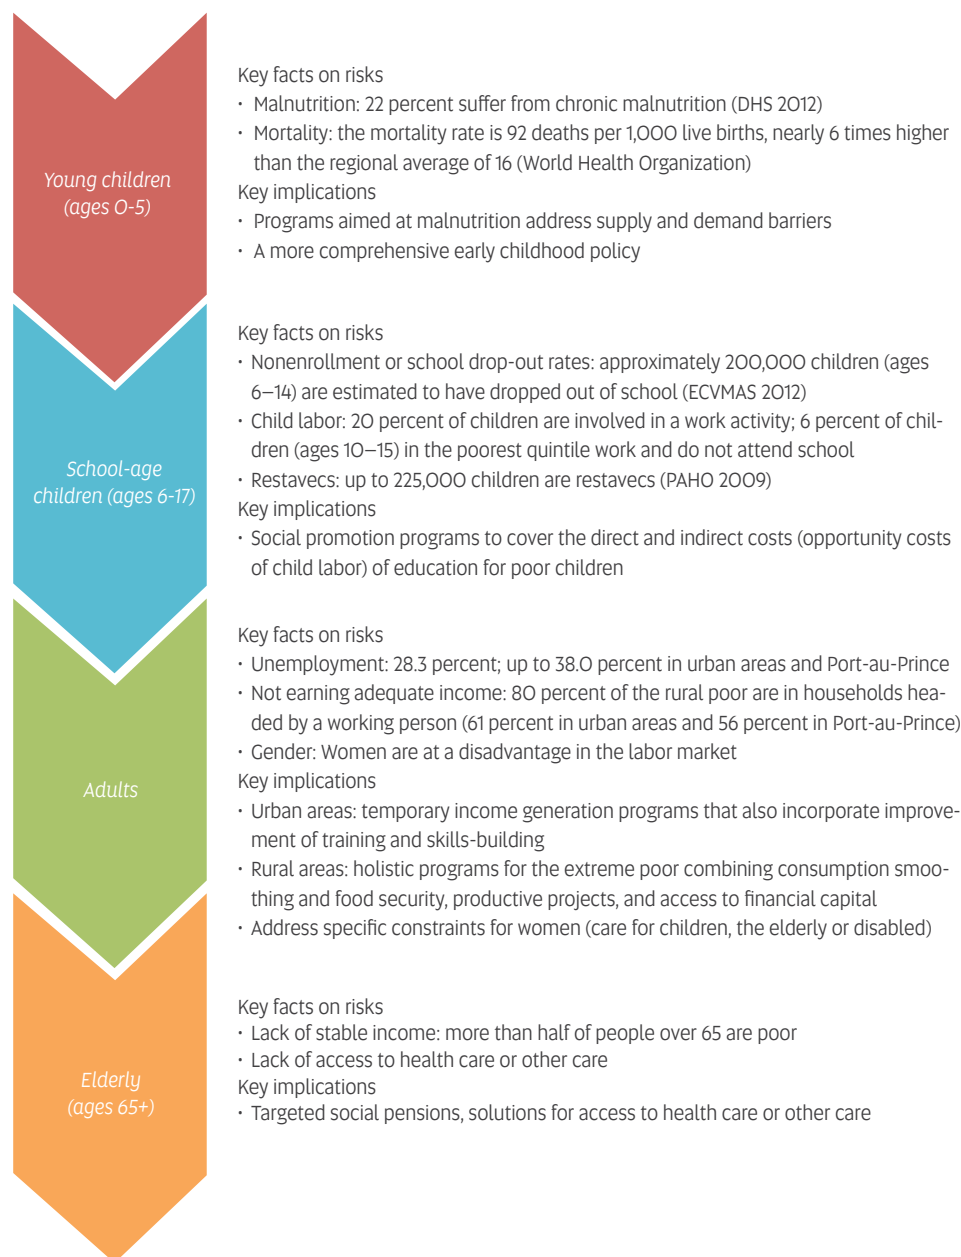 Young children
(ages 0-5)
Key facts on risks
• Malnutrition: 22 percent suffer from chronic malnutrition (DHS 2012)
• Mortality: the mortality rate is 92 deaths per 1,000 live births, nearly 6 times higher
than the regional average of 16 (World Health Organization)
Key implications
• Programs aimed at malnutrition address supply and demand barriers
• A more comprehensive early childhood policy
School-age
children (ages 6-17)
Key facts on risks
• Nonenrollment or school drop-out rates: approximately 200,000 children (ages
6–14) are estimated to have dropped out of school (ECVMAS 2012)
• Child labor: 20 percent of children are involved in a work activity; 6 percent of chil-
dren (ages 10–15) in the poorest quintile work and do not attend school
• Restavecs: up to 225,000 children are restavecs (PAHO 2009)
Key implications
• Social promotion programs to cover the direct and indirect costs (opportunity costs
of child labor) of education for poor children
Adults
Key facts on risks
• Unemployment: 28.3 percent; up to 38.0 percent in urban areas and Port-au-Prince
• Not earning adequate income: 80 percent of the rural poor are in households hea-
ded by a working person (61 percent in urban areas and 56 percent in Port-au-Prince)
• Gender: Women are at a disadvantage in the labor market
Key implications
• Urban areas: temporary income generation programs that also incorporate improve-
ment of training and skills-building
• Rural areas: holistic programs for the extreme poor combining consumption smoo-
thing and food security, productive projects, and access to financial capital
• Address specific constraints for women (care for children, the elderly or disabled)
Elderly
(ages 65+)
Key facts on risks
• Lack of stable income: more than half of people over 65 are poor
• Lack of access to health care or other care
Key implications
• Targeted social pensions, solutions for access to health care or other care